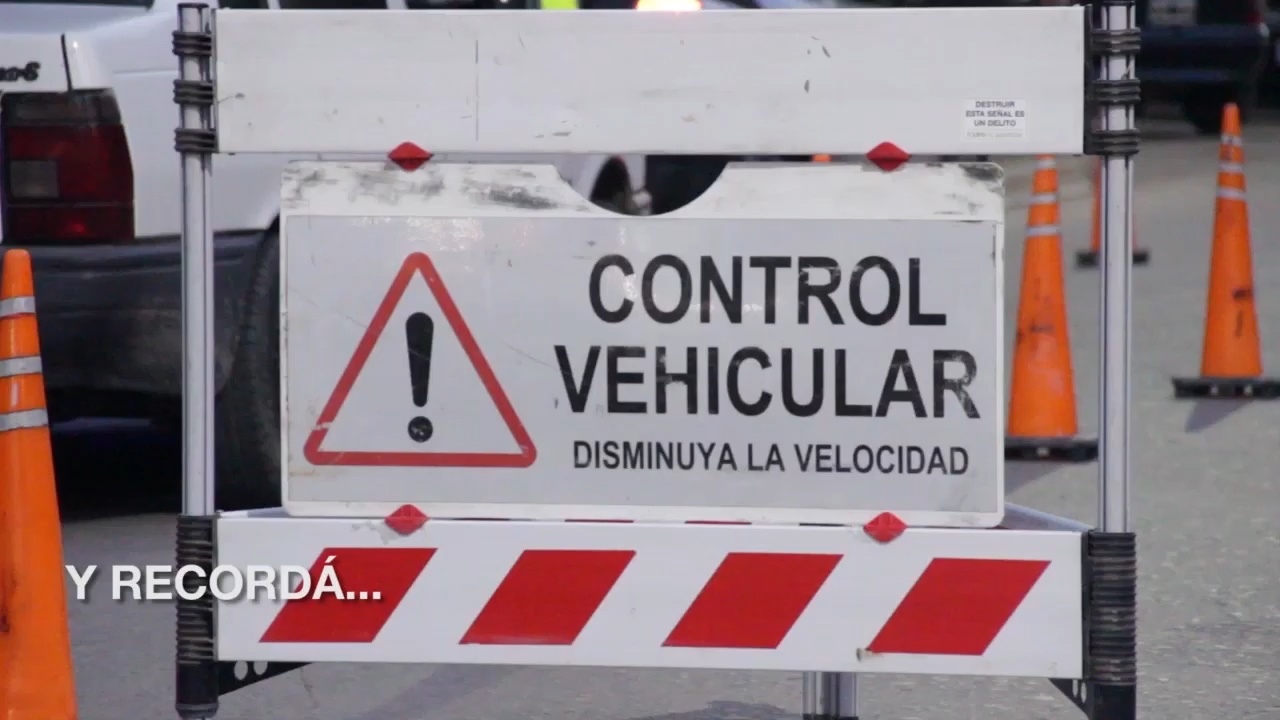 DESTRUIR
ESTA SEÑAL ES
UN DELITO
CONTROL
VEHICULAR
DISMINUYA LA VELOCIDAD
Y RECORDÁ...